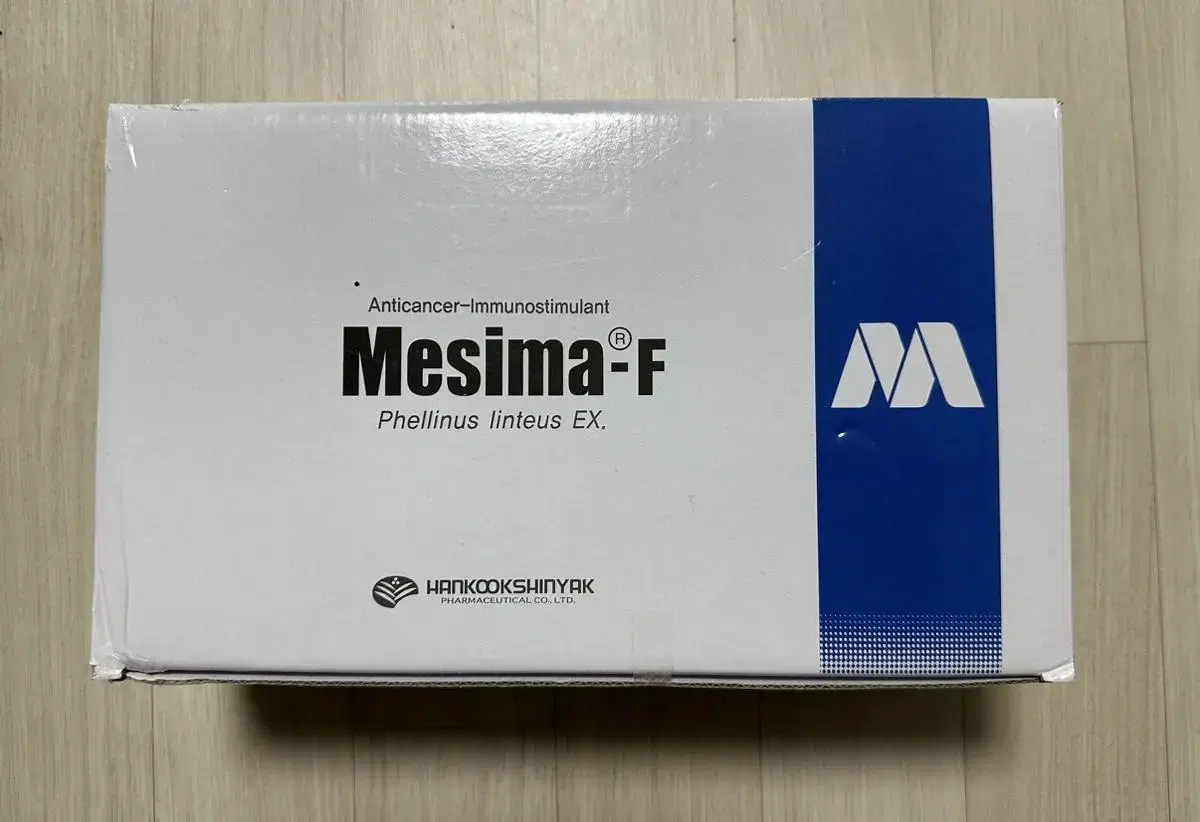 Anticancer-Immunostimulant
Mesima®-F
Phellinus linteus EX.
HANKOOKSHINYAK
PHARMACEUTICAL CO., LTD.